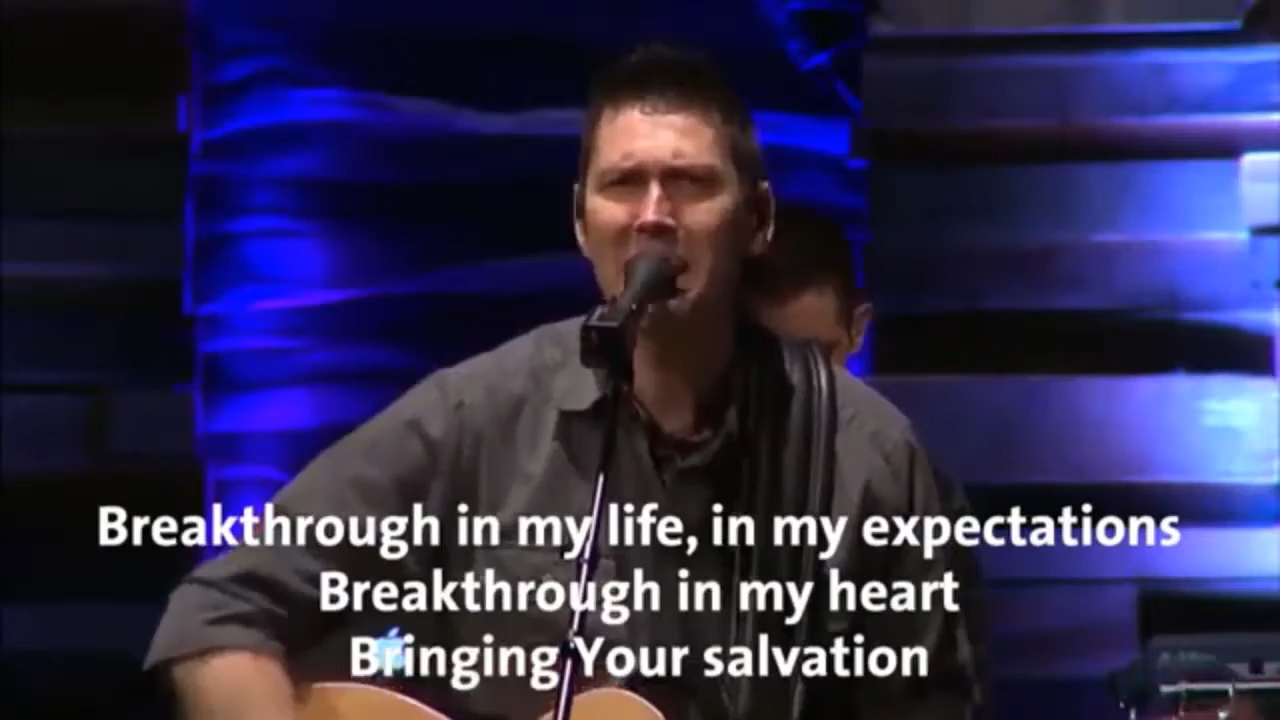 Breakthrough in my life, in my expectations
Breakthrough in my heart
Bringing Your salvation